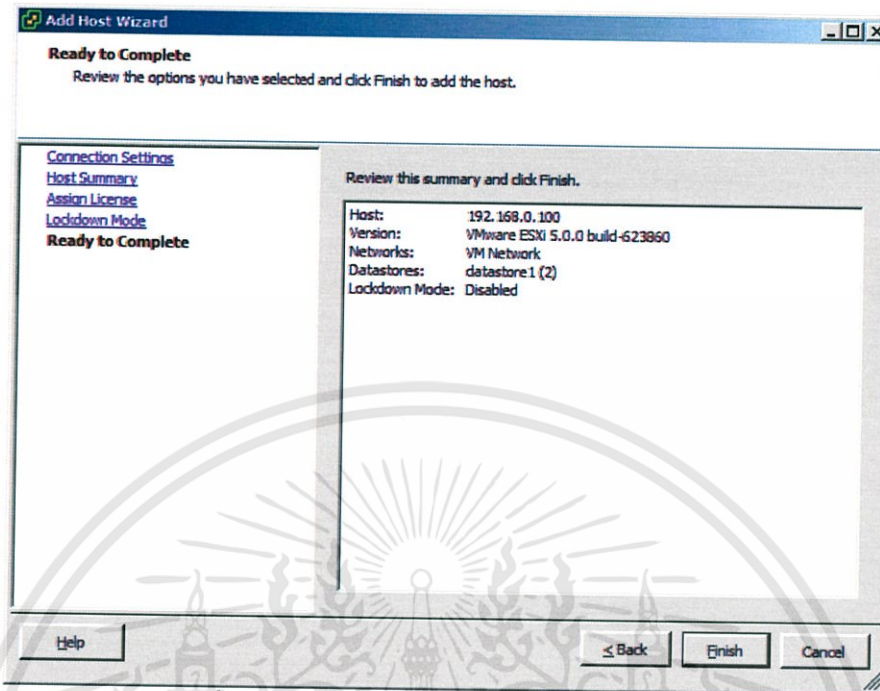 Add Host Wizard
Ready to Complete
Review the options you have selected and click Finish to add the host.
Connection Settings
Host Summary
Assign License
Lockdown Mode
Ready to Complete
Review this summary and click Finish.
Host: 192.168.0.100
Version: VMware ESXi 5.0.0 build-623860
Networks: VM Network
Datastores: datastore1 (2)
Lockdown Mode: Disabled
Help
≤ Back
Finish
Cancel